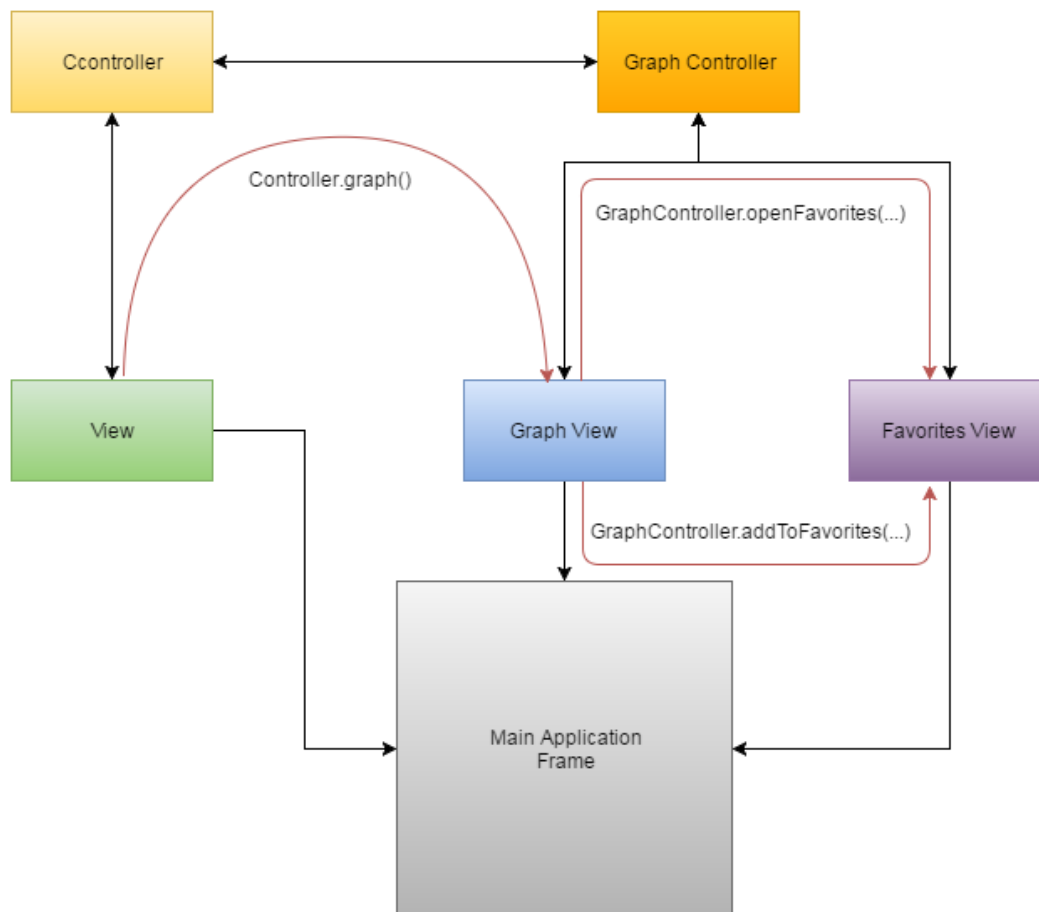 Ccontroller
Graph Controller
Controller.graph()
GraphController.openFavorites(...)
View
Graph View
Favorites View
GraphController.addToFavorites(...)
Main Application
Frame